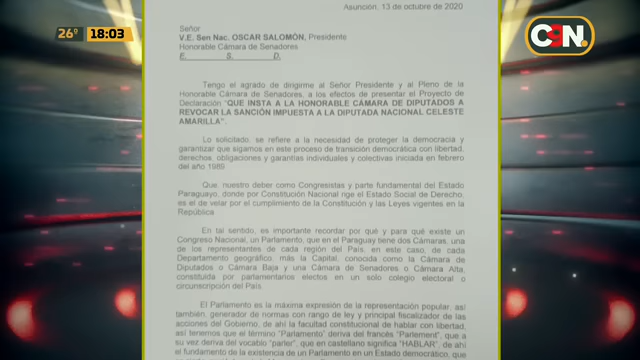 26° 18:03
C9N.
Asunción, 13 de octubre de 2020
Señor
V.E. Sen Nac. OSCAR SALOMÓN, Presidente
Honorable Cámara de Senadores
E. S. D.
Tengo el agrado de dirigirme al Señor Presidente y al Pleno de la
Honorable Cámara de Senadores, a los efectos de presentar el Proyecto de
Declaración "QUE INSTA A LA HONORABLE CÁMARA DE DIPUTADOS A
REVOCAR LA SANCIÓN IMPUESTA A LA DIPUTADA NACIONAL CELESTE
AMARILLA".
Lo solicitado, se refiere a la necesidad de proteger la democracia y
garantizar que sigamos en este proceso de transición democrática con libertad,
derechos, obligaciones y garantías individuales y colectivas iniciada en febrero
del año 1989
Que, nuestro deber como Congresistas y parte fundamental del Estado
Paraguayo, donde por Constitución Nacional rige el Estado Social de Derecho,
es el de velar por el cumplimiento de la Constitución y las Leyes vigentes en
la República
En tal sentido, es importante recordar por qué y para qué existe un
Congreso Nacional, un Parlamento, que en el Paraguay tiene dos Cámaras, una
de los representantes de cada región del País, en este caso, de cada
Departamento geográfico, más la Capital, conocida como la Cámara de
Diputados o Cámara Baja y una Cámara de Senadores o Cámara Alta,
constituida por parlamentarios electos en un solo colegio electoral o
circunscripción del País
El Parlamento es la máxima expresión de la representación popular, así
también, generador de normas con rango de ley y principal fiscalizador de
las acciones del Gobierno, de ahí la facultad constitucional de hablar con libertad,
así tenemos que el término "Parlamento" deriva del francés "Parlement", que a
su vez deriva del vocablo "parler", que en castellano significa "HABLAR", de ahí
el fundamento de la existencia de un Parlamento en un Estado democrático, que